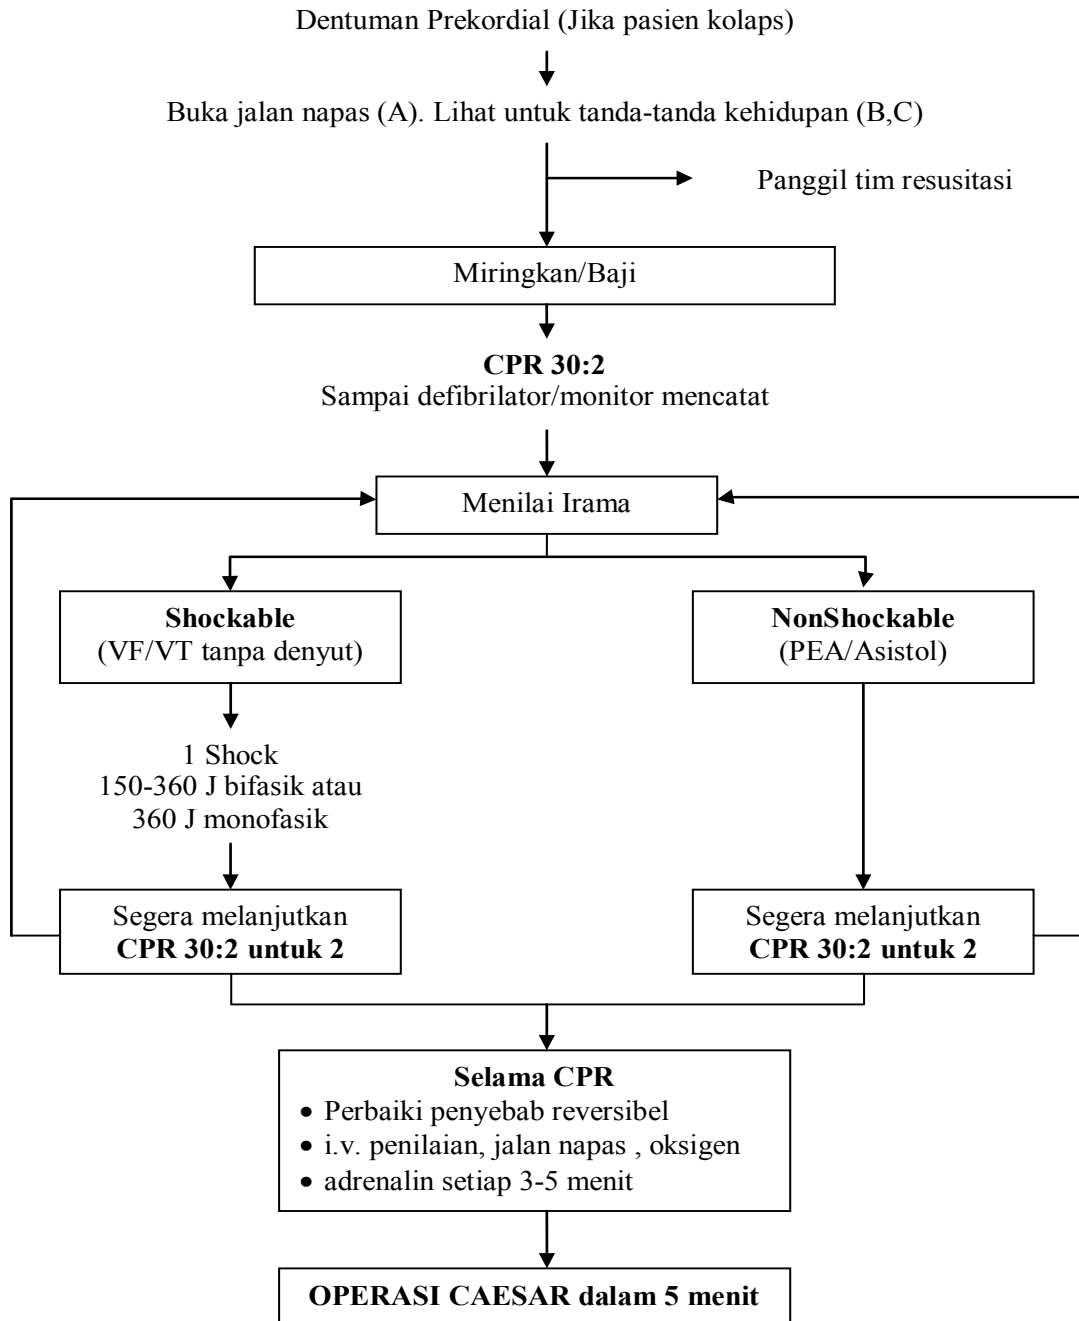 Dentuman Prekordial (Jika pasien kolaps)
Buka jalan napas (A). Lihat untuk tanda-tanda kehidupan (B,C)
Panggil tim resusitasi
Miringkan/Baji
CPR 30:2
Sampai defibrilator/monitor mencatat
Menilai Irama
Shockable
(VF/VT tanpa denyut)
NonShockable
(PEA/Asistol)
1 Shock
150-360 J bifasik atau
360 J monofasik
Segera melanjutkan
CPR 30:2 untuk 2
Segera melanjutkan
CPR 30:2 untuk 2
Selama CPR
• Perbaiki penyebab reversibel
• i.v. penilaian, jalan napas , oksigen
• adrenalin setiap 3-5 menit
OPERASI CAESAR dalam 5 menit